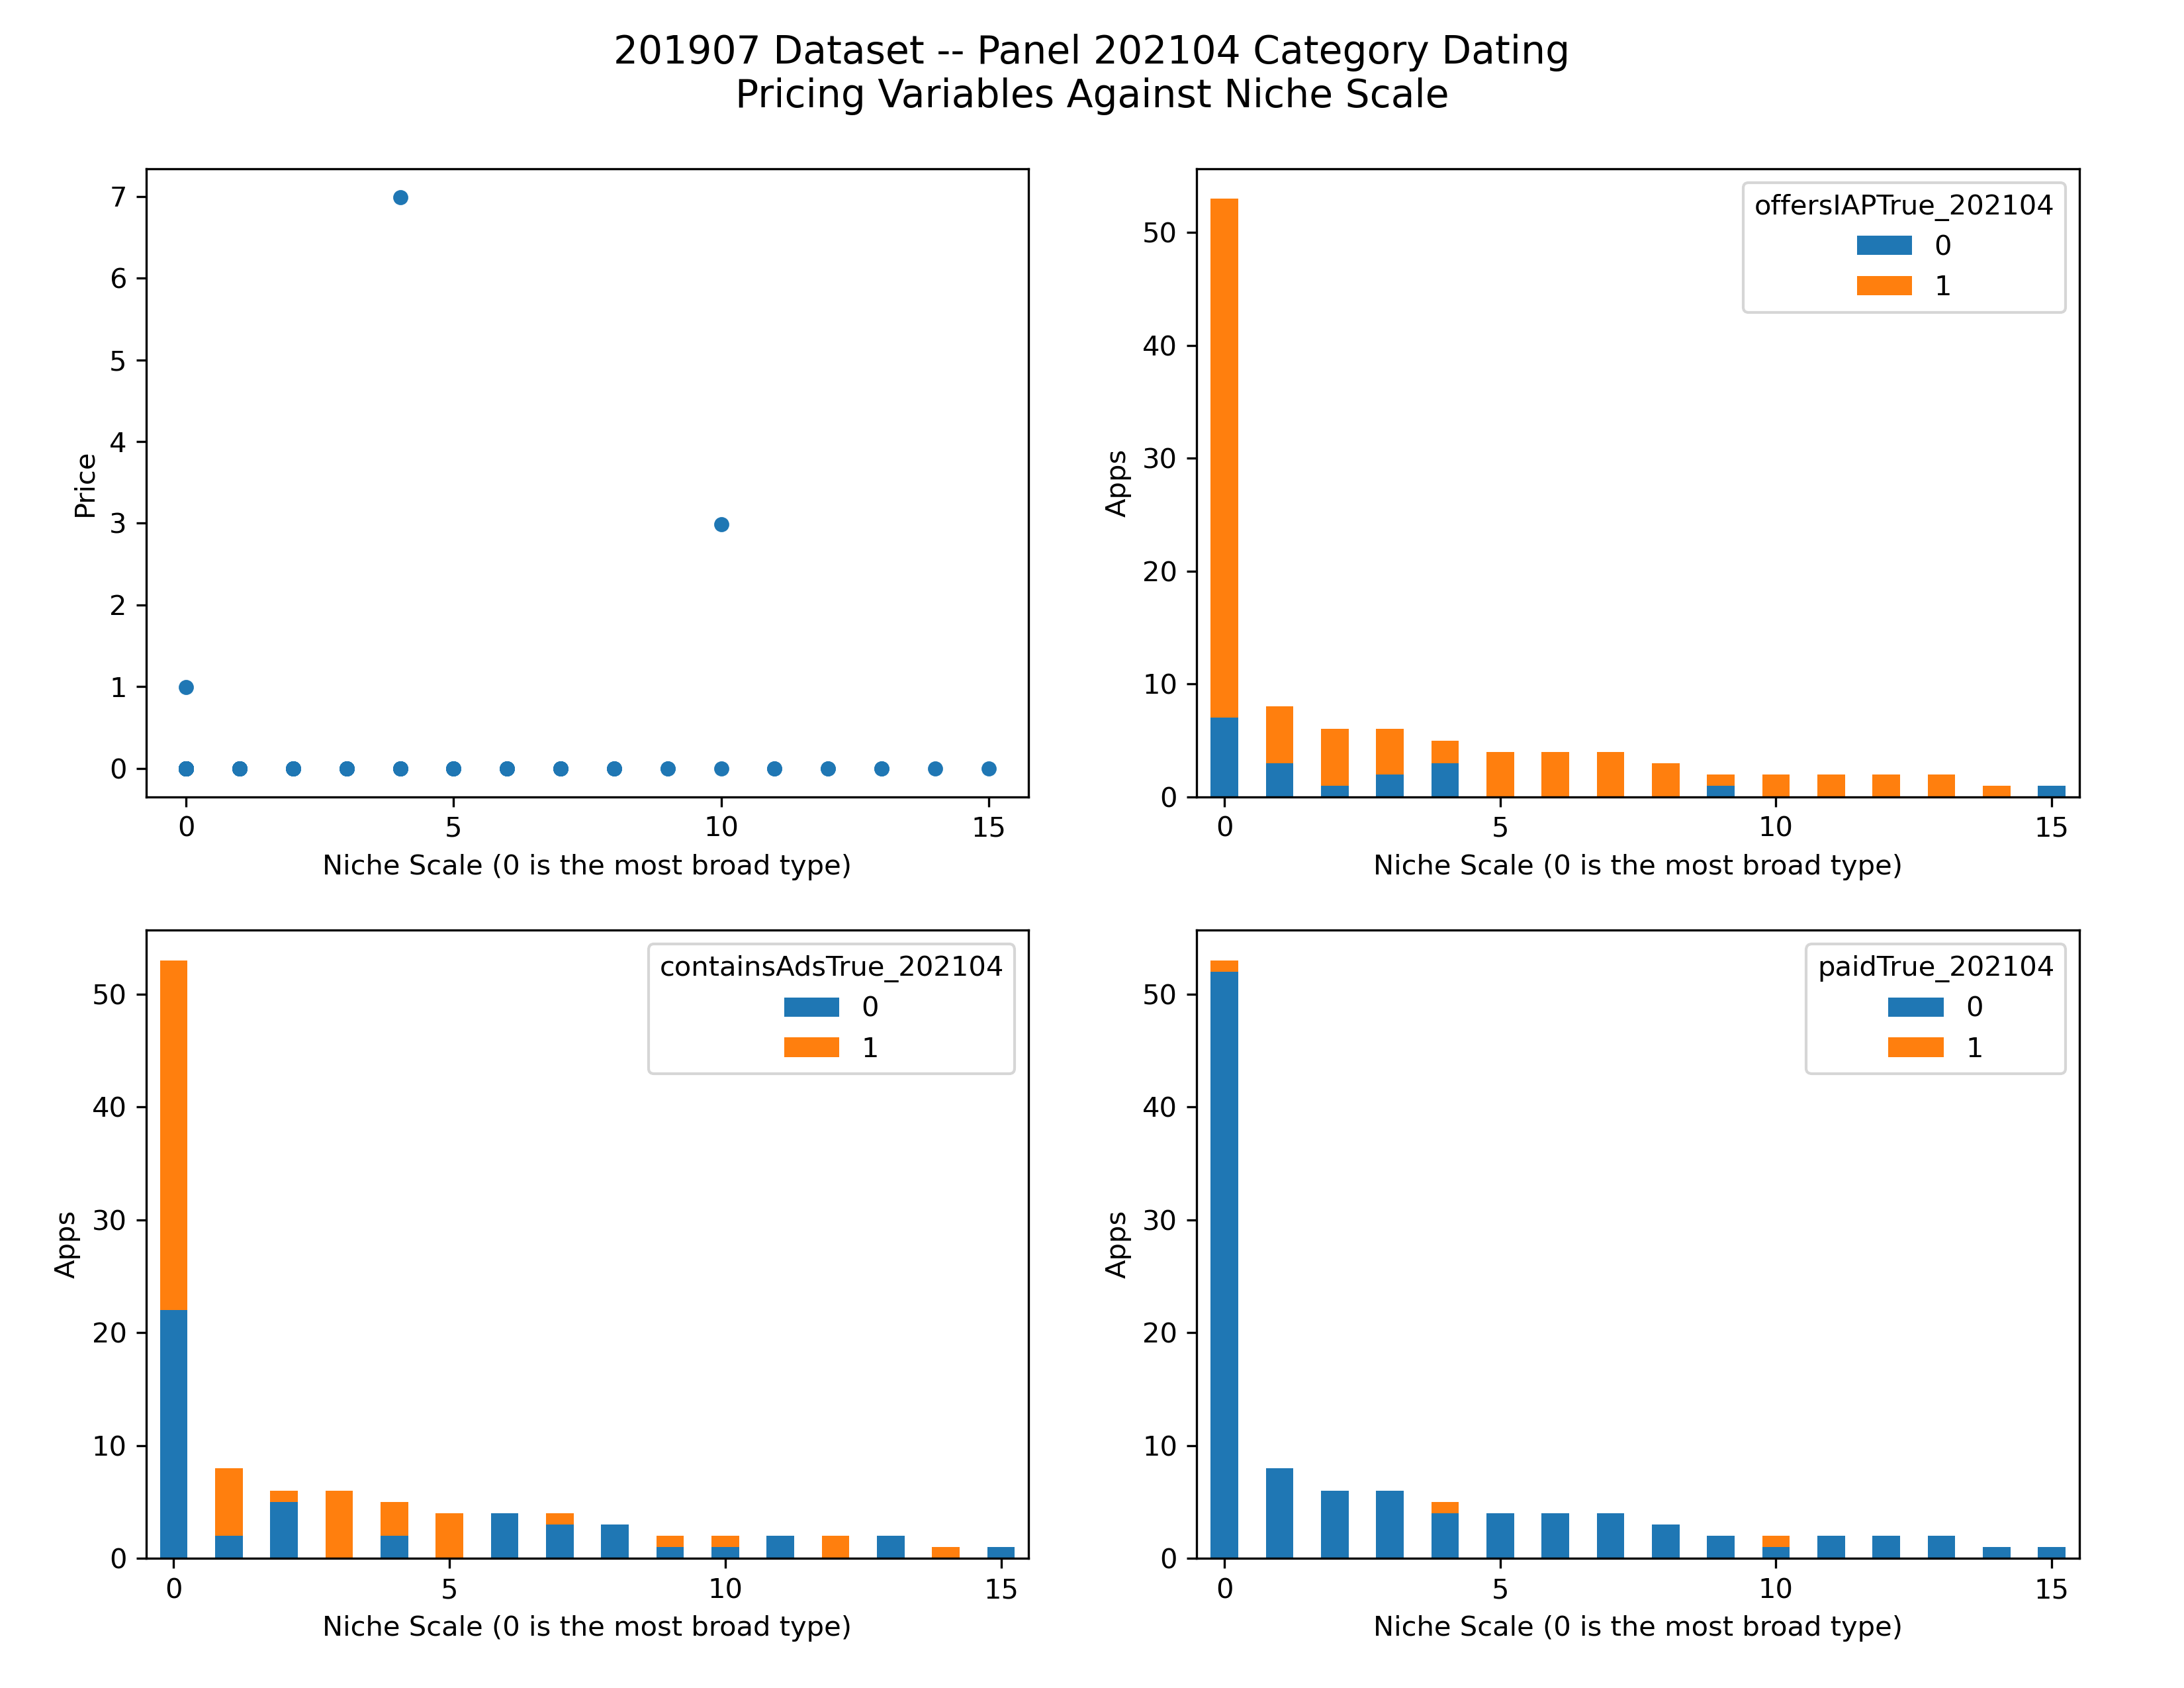 201907 Dataset -- Panel 202104 Category Dating
Pricing Variables Against Niche Scale
7
6
5
4
3
2
1
0
Price
0 5 10 15
Niche Scale (0 is the most broad type)
offersIAPTrue_202104
0
1
50
40
30
20
10
0
Apps
0 5 10 15
Niche Scale (0 is the most broad type)
containsAdsTrue_202104
0
1
50
40
30
20
10
0
Apps
0 5 10 15
Niche Scale (0 is the most broad type)
paidTrue_202104
0
1
50
40
30
20
10
0
Apps
0 5 10 15
Niche Scale (0 is the most broad type)